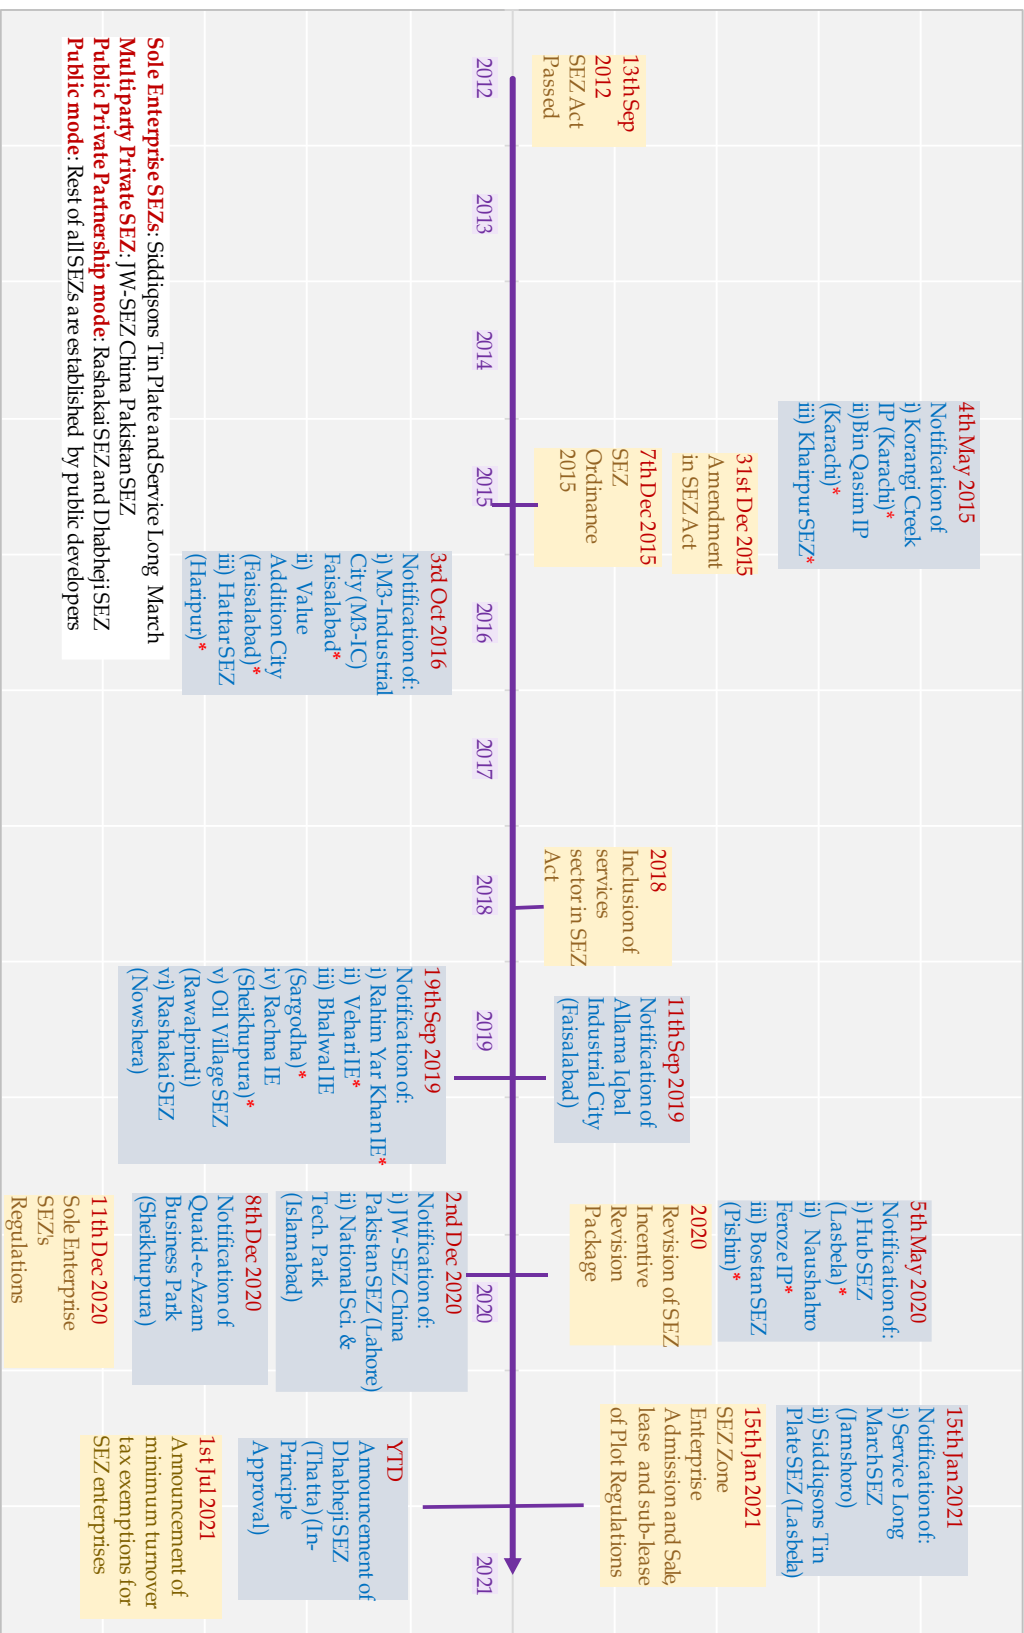 4th May 2015
Notification of
i) Korangi Creek
IP (Karachi)*
ii)Bin Qasim IP
(Karachi)*
iii) Khairpur SEZ*
5th May 2020
Notification of:
i) Hub SEZ
(Lasbela)*
ii) Naushahro
Feroze IP*
iii) Bostan SEZ
(Pishin)*
15th Jan 2021
Notification of:
i) Service Long
March SEZ
(Jamshoro)
ii) Siddiqsons Tin
Plate SEZ (Lasbela)
13th Sep
2012
SEZ Act
Passed
31st Dec 2015
Amendment
in SEZ Act
7th Dec 2015
SEZ
Ordinance
2015
2018
Inclusion of
services
sector in SEZ
Act
11th Sep 2019
Notification of
Allama Iqbal
Industrial City
(Faisalabad)
2020
Revision of SEZ
Incentive
Revision
Package
15th Jan 2021
SEZ Zone
Enterprise
Admission and Sale,
lease and sub-lease
of Plot Regulations
2012
2013
2014
2015
2016
2017
2018
2019
2020
2021
3rd Oct 2016
Notification of:
i) M3-Industrial
City (M3-IC)
Faisalabad*
ii) Value
Addition City
(Faisalabad)*
iii) Hattar SEZ
(Haripur)*
19th Sep 2019
Notification of:
i) Rahim Yar Khan IE*
ii) Vehari IE*
iii) Bhalwal IE
(Sargodha)*
iv) Rachna IE
(Sheikhupura)*
v) Oil Village SEZ
(Rawalpindi)
vi) Rashakai SEZ
(Nowshera)
2nd Dec 2020
Notification of:
i) JW-SEZ China
Pakistan SEZ (Lahore)
ii) National Sci. &
Tech. Park
(Islamabad)
8th Dec 2020
Notification of
Quaid-e-Azam
Business Park
(Sheikhupura)
11th Dec 2020
Sole Enterprise
SEZ's
Regulations
YTD
Announcement of
Dhabheji SEZ
(Thatta) (In-
Principle
Approval)
1st Jul 2021
Announcement of
minimum turnover
tax exemptions for
SEZ enterprises
Sole Enterprise SEZs: Siddiqsons Tin Plate and Service Long March
Multiparty Private SEZ: JW-SEZ China Pakistan SEZ
Public Private Partnership mode: Rashakai SEZ and Dhabheji SEZ
Public mode: Rest of all SEZs are established by public developers